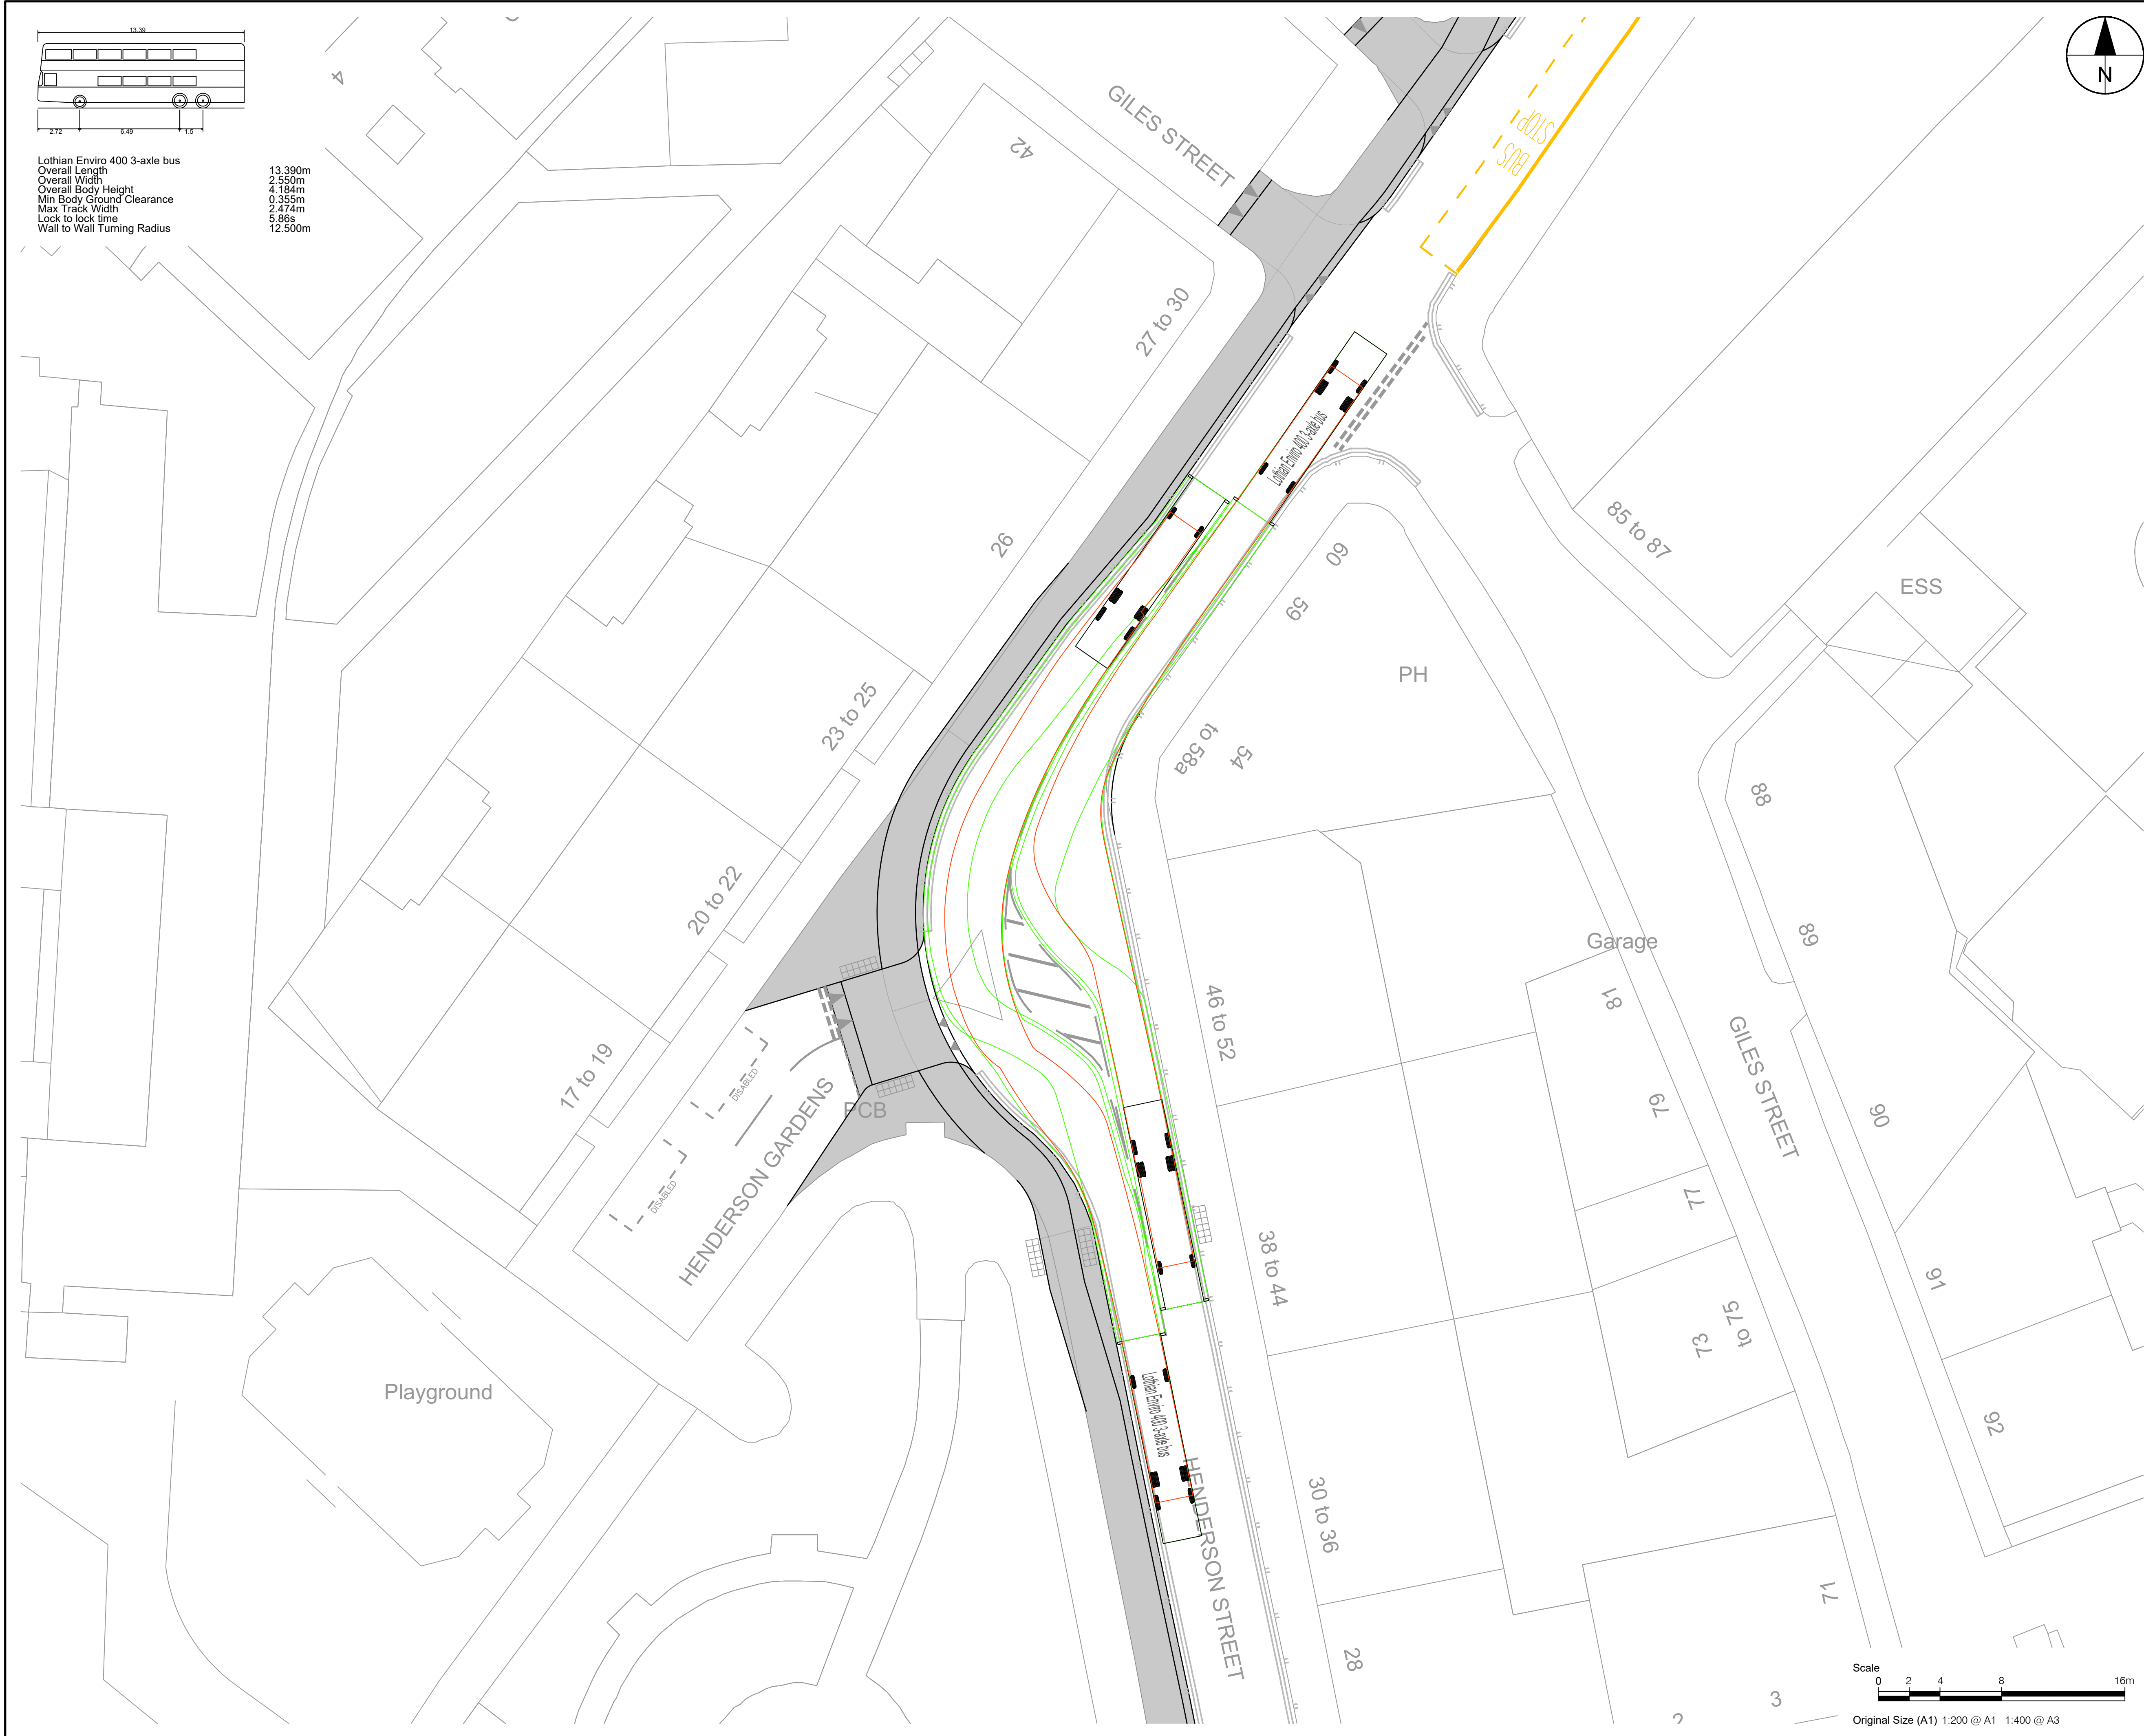 13.39
2.72 6.49 1.5
Lothian Enviro 400 3-axle bus
Overall Length 13.390m
Overall Width 2.550m
Overall Body Height 4.184m
Min Body Ground Clearance 0.355m
Max Track Width 2.474m
Lock to lock time 5.86s
Wall to Wall Turning Radius 12.500m
N
4
42
GILES STREET
BUS
STOP
27 to 30
26
23 to 25
20 to 22
17 to 19
Lothian Enviro 400 3-axle bus
60
59
54
to 58a
PH
85 to 87
ESS
88
89
90
91
92
Garage
81
79
77
to 75
73
71
GILES STREET
46 to 52
38 to 44
30 to 36
28
DISABLED
DISABLED
PCB
HENDERSON GARDENS
Playground
Lothian Enviro 400 3-axle bus
HENDERSON STREET
3
2
Scale
0 2 4 8 16m
Original Size (A1) 1:200 @ A1 1:400 @ A3